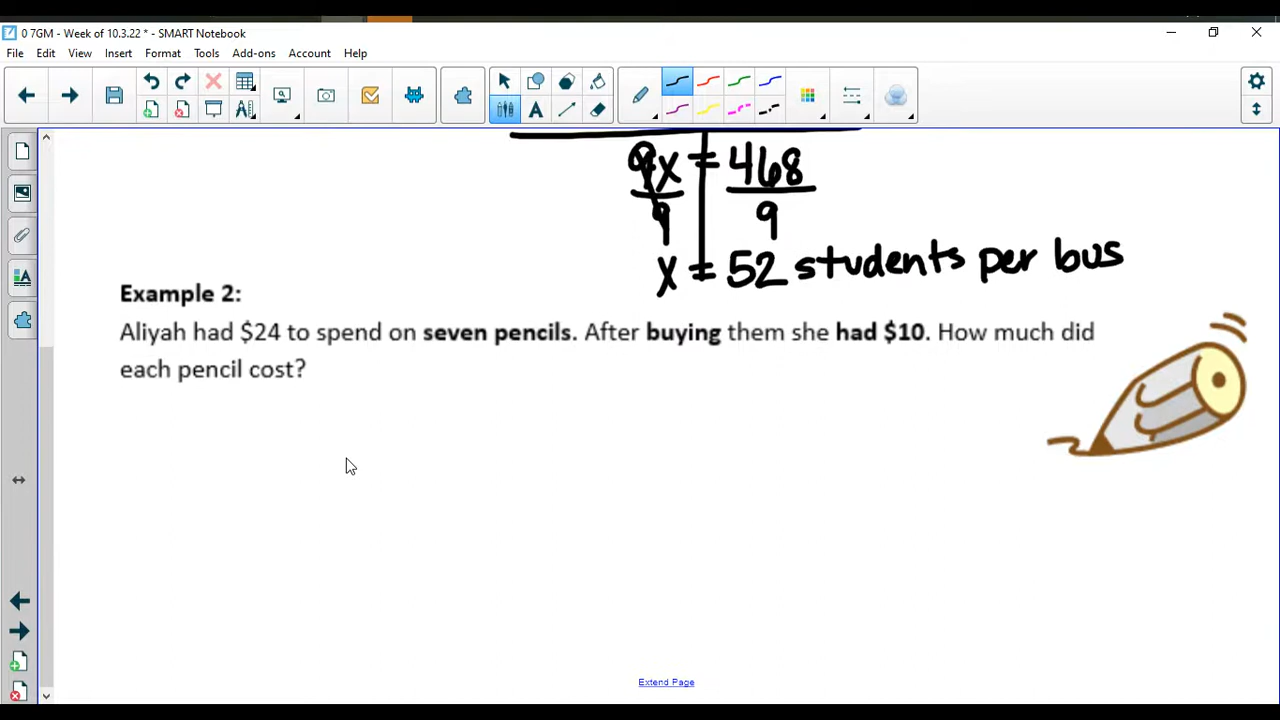 0 7GM - Week of 10.3.22 * - SMART Notebook
File Edit View Insert Format Tools Add-ons Account Help
9x = 468
9 9
x = 52 students per bus
Example 2:
Aliyah had $24 to spend on seven pencils. After buying them she had $10. How much did
each pencil cost?
Extend Page